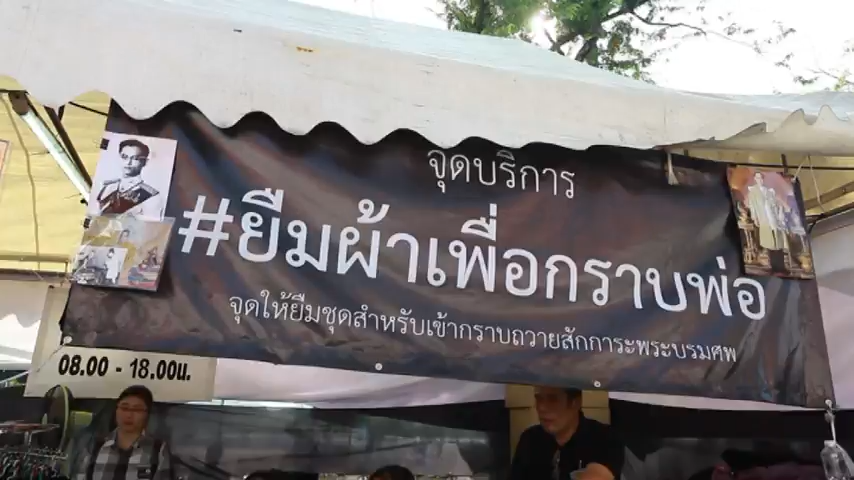 จุดบริการ
#ยืมผ้าเพื่อกราบพ่อ
จุดให้ยืมชุดสำหรับเข้ากราบถวายสักการะพระบรมศพ
08.00 - 18.00น.